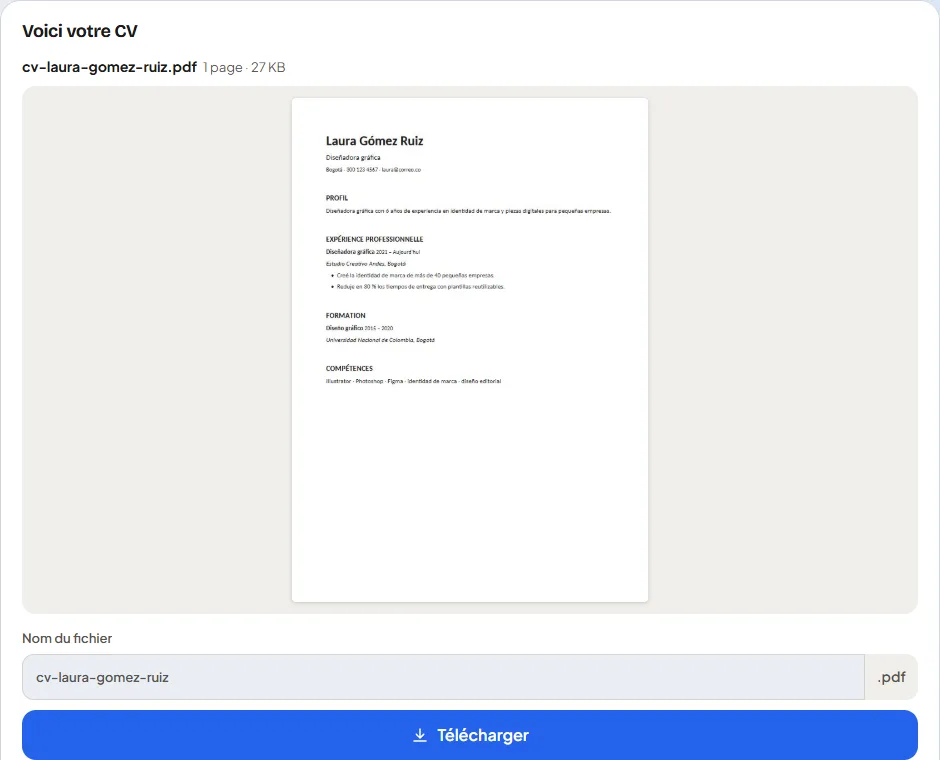 Voici votre CV
cv-laura-gomez-ruiz.pdf 1 page · 27 KB
Laura Gómez Ruiz
Diseñadora gráfica
Bogotá · 300 123 4567 · laura@correo.co
PROFIL
Diseñadora gráfica con 6 años de experiencia en identidad de marca y piezas digitales para pequeñas empresas.
EXPÉRIENCE PROFESSIONNELLE
Diseñadora gráfica 2021 – Aujourd'hui
Estudio Creativo Andes, Bogotá
• Creé la identidad de marca de más de 40 pequeñas empresas.
• Reduje en 30 % los tiempos de entrega con plantillas reutilizables.
FORMATION
Diseño gráfico 2015 – 2020
Universidad Nacional de Colombia, Bogotá
COMPÉTENCES
Illustrator · Photoshop · Figma · Identidad de marca · diseño editorial
Nom du fichier
cv-laura-gomez-ruiz .pdf
Télécharger